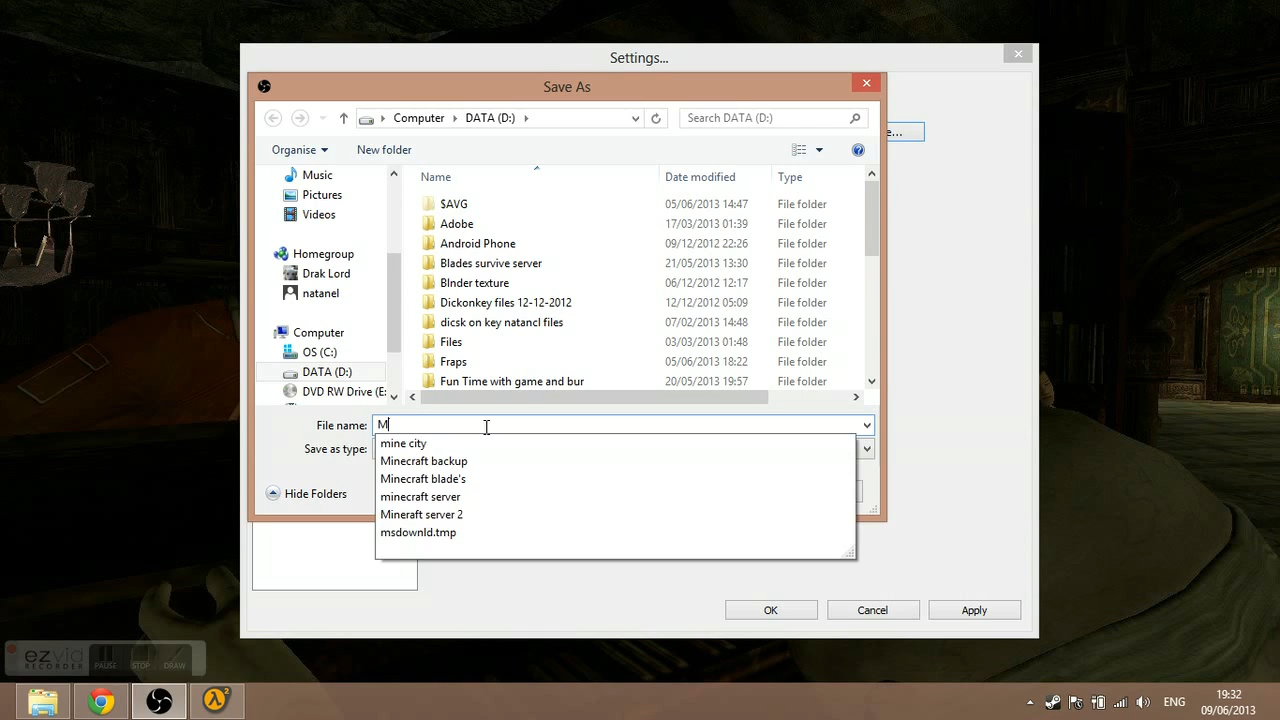 Settings...
Save As
Computer DATA (D:)
Search DATA (D:)
e...
Organise
New folder
Music
Pictures
Videos
Homegroup
Drak Lord
natanel
Computer
OS (C:)
DATA (D:)
DVD RW Drive (E:
Name Date modified Type
$AVG 05/06/2013 14:47 File folder
Adobe 17/03/2013 01:39 File folder
Android Phone 09/12/2012 22:26 File folder
Blades survive server 21/05/2013 13:30 File folder
Blnder texture 06/12/2012 12:17 File folder
Dickonkey files 12-12-2012 12/12/2012 05:09 File folder
dicsk on key natancl files 07/02/2013 14:48 File folder
Files 03/03/2013 01:48 File folder
Fraps 05/06/2013 18:22 File folder
Fun Time with game and bur 20/05/2013 19:57 File folder
File name: M
Save as type:
mine city
Minecraft backup
Minecraft blade's
minecraft server
Mineraft server 2
msdownld.tmp
Hide Folders
OK
Cancel
Apply
ezvid
RECORDER
PAUSE
STOP
DRAW
ENG
19:32
09/06/2013